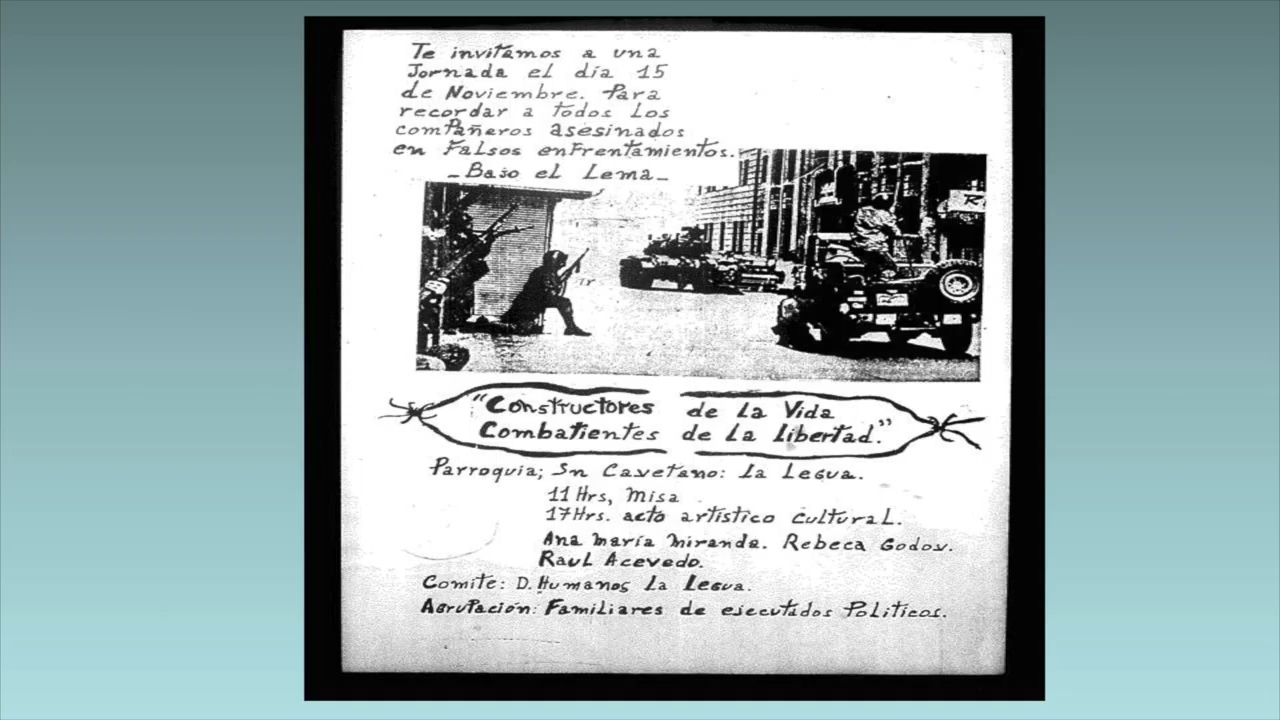 Te invitamos a una
Jornada el día 15
de Noviembre. Para
recordar a todos los
compañeros asesinados
en Falsos enfrentamientos.
_Bajo el Lema_
"Constructores de La Vida
Combatientes de La Libertad."
Parroquia; Sn Cayetano: La Legua.
11 Hrs, Misa
17Hrs. acto artístico cultural.
Ana María Miranda. Rebeca Godoy.
Raul Acevedo.
Comite: D. Humanos La Legua.
Agrupación: Familiares de ejecutados Politicos.